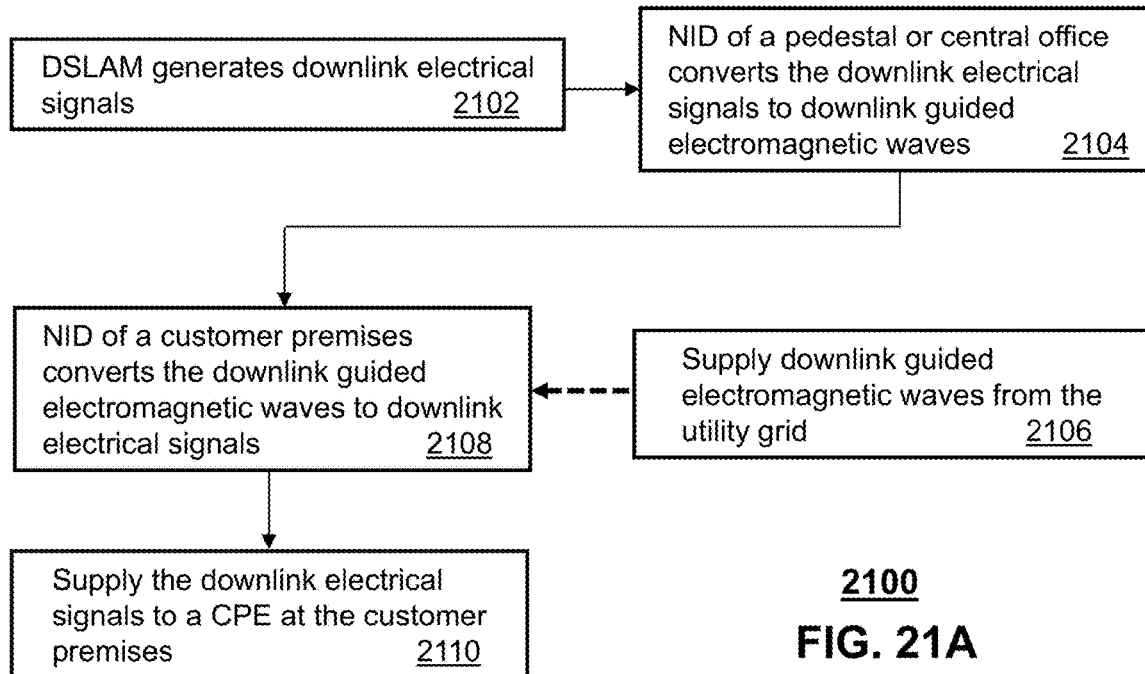 DSLAM generates downlink electrical
signals 2102
NID of a pedestal or central office
converts the downlink electrical
signals to downlink guided
electromagnetic waves 2104
NID of a customer premises
converts the downlink guided
electromagnetic waves to downlink
electrical signals 2108
Supply downlink guided
electromagnetic waves from the
utility grid 2106
Supply the downlink electrical
signals to a CPE at the customer
premises 2110
2100
FIG. 21A